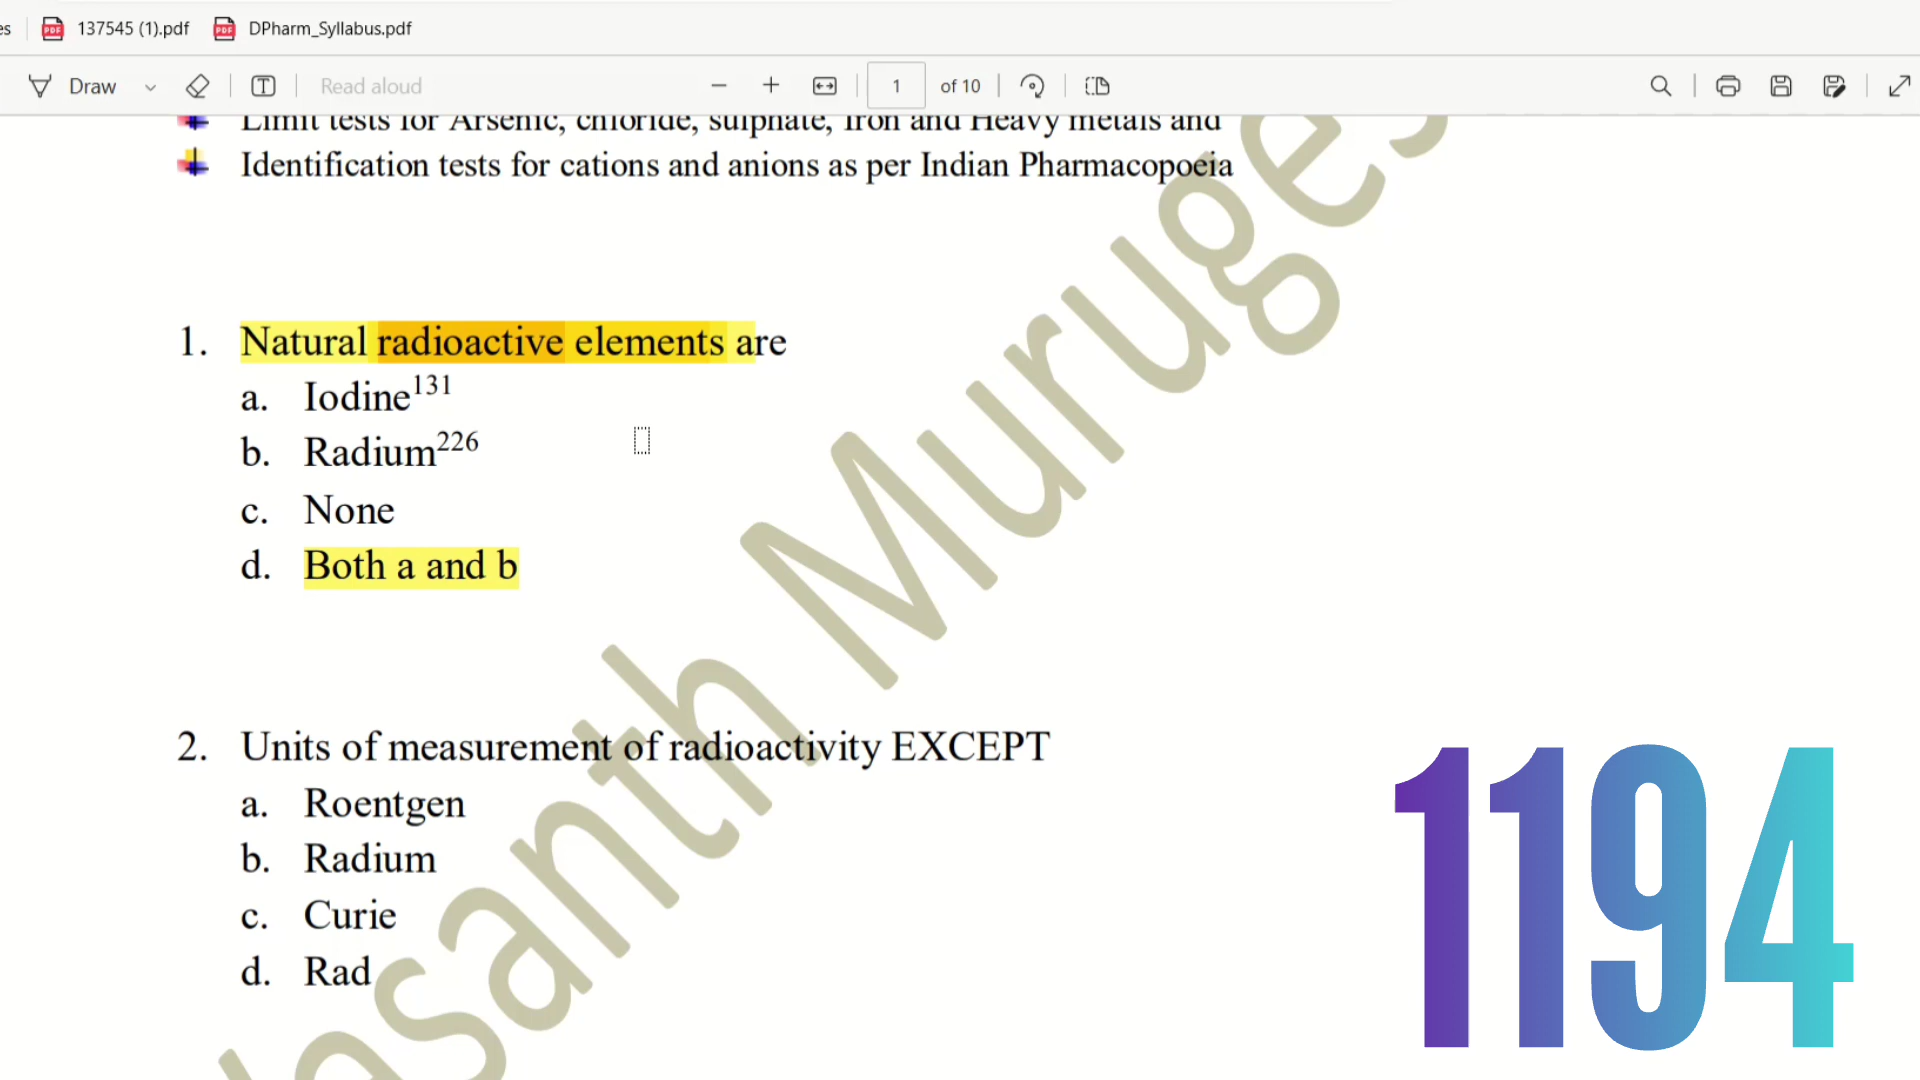 es 137545 (1).pdf DPharm_Syllabus.pdf
Draw Read aloud 1 of 10
Limit tests for Arsenic, chloride, sulphate, Iron and Heavy metals and
Identification tests for cations and anions as per Indian Pharmacopoeia
1. Natural radioactive elements are
a. Iodine¹³¹
b. Radium²²⁶
c. None
d. Both a and b
2. Units of measurement of radioactivity EXCEPT
a. Roentgen
b. Radium
c. Curie
d. Rad
asanth Muruges
1194